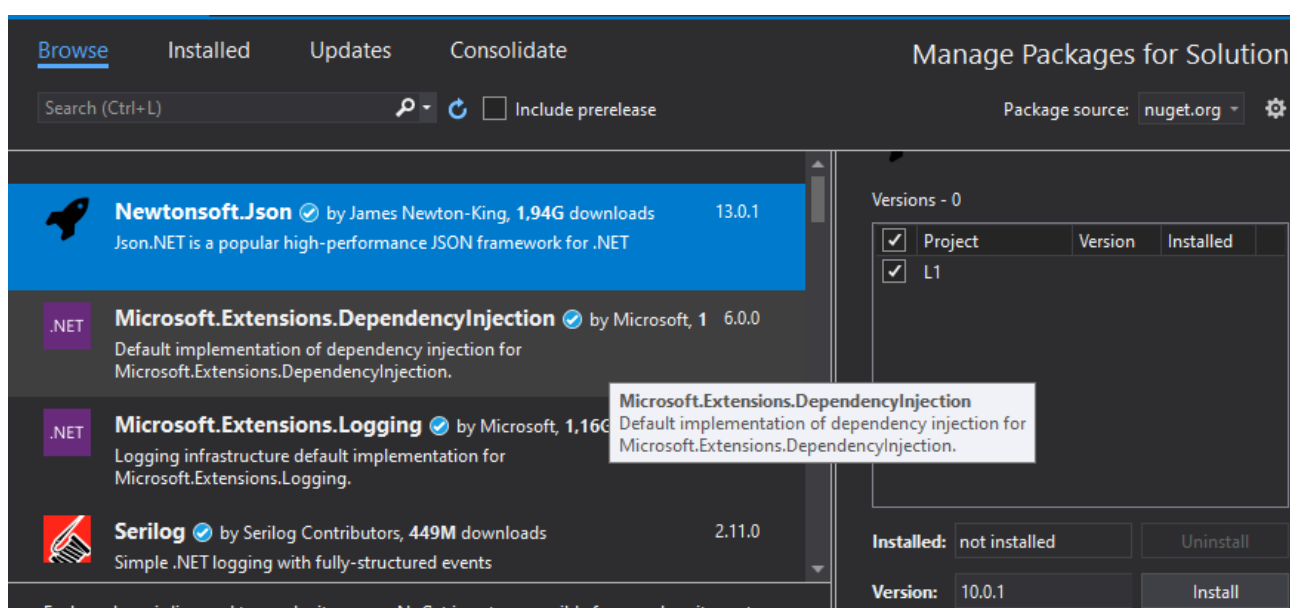 Browse Installed Updates Consolidate Manage Packages for Solution
Search (Ctrl+L) Include prerelease Package source: nuget.org
Newtonsoft.Json by James Newton-King, 1,94G downloads 13.0.1
Json.NET is a popular high-performance JSON framework for .NET
.NET Microsoft.Extensions.DependencyInjection by Microsoft, 1 6.0.0
Default implementation of dependency injection for
Microsoft.Extensions.DependencyInjection.
.NET Microsoft.Extensions.Logging by Microsoft, 1,16G
Logging infrastructure default implementation for
Microsoft.Extensions.Logging.
Serilog by Serilog Contributors, 449M downloads 2.11.0
Simple .NET logging with fully-structured events
Microsoft.Extensions.DependencyInjection
Default implementation of dependency injection for
Microsoft.Extensions.DependencyInjection.
Versions - 0
Project Version Installed
L1
Installed: not installed Uninstall
Version: 10.0.1 Install